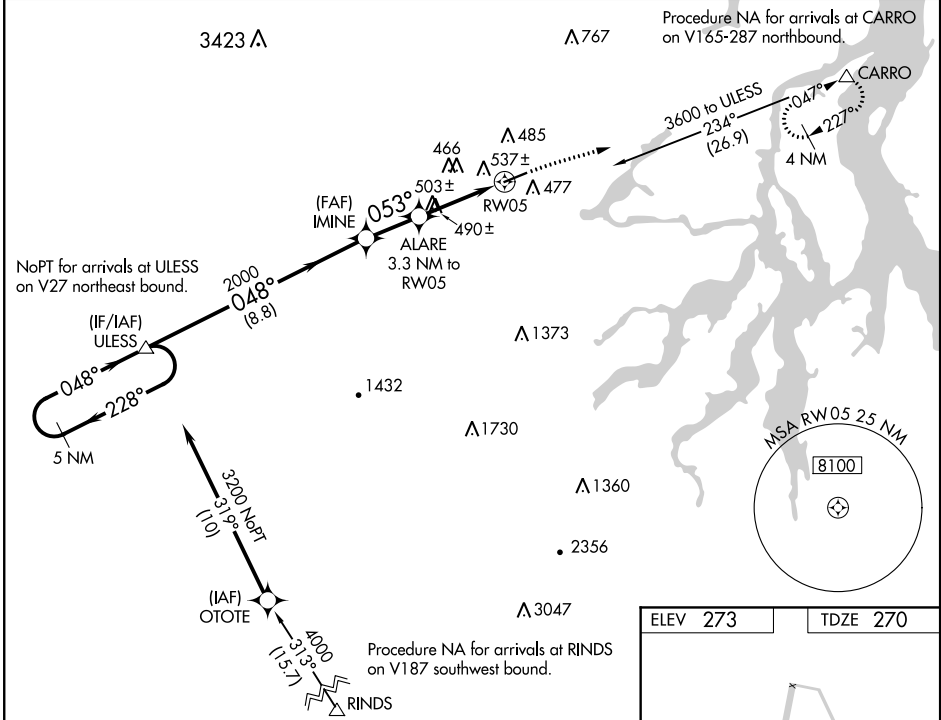 Procedure NA for arrivals at CARRO
on V165-287 northbound.
3423
767
CARRO
3600 to ULESS
234°
(26.9)
047°
227°
4 NM
485
466
537±
503±
477
RW05
490±
(FAF)
IMINE
053°
ALARE
3.3 NM to
RW05
NoPT for arrivals at ULESS
on V27 northeast bound.
2000
048°
(8.8)
(IF/IAF)
ULESS
048°
228°
5 NM
1373
1432
1730
MSA RW05 25 NM
8100
1360
3200 NoPT
319°
(10)
2356
(IAF)
OTOTE
3047
4000
313°
(15.7)
Procedure NA for arrivals at RINDS
on V187 southwest bound.
RINDS
ELEV 273
TDZE 270